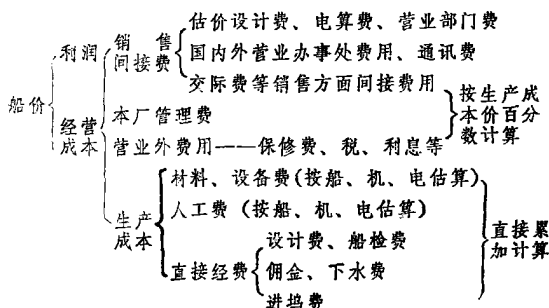 估价设计费、电算费、营业部门费
利润 销售
间接费
国内外营业办事处费用、通讯费
交际费等销售方面间接费用
船价
经营
成本
本厂管理费
按生产成
本价百分
数计算
营业外费用——保修费、税、利息等
材料、设备费(按船、机、电估算)
生产
成本
人工费(按船、机、电估算)
直接累
加计算
设计费、船检费
直接经费 佣金、下水费
进坞费